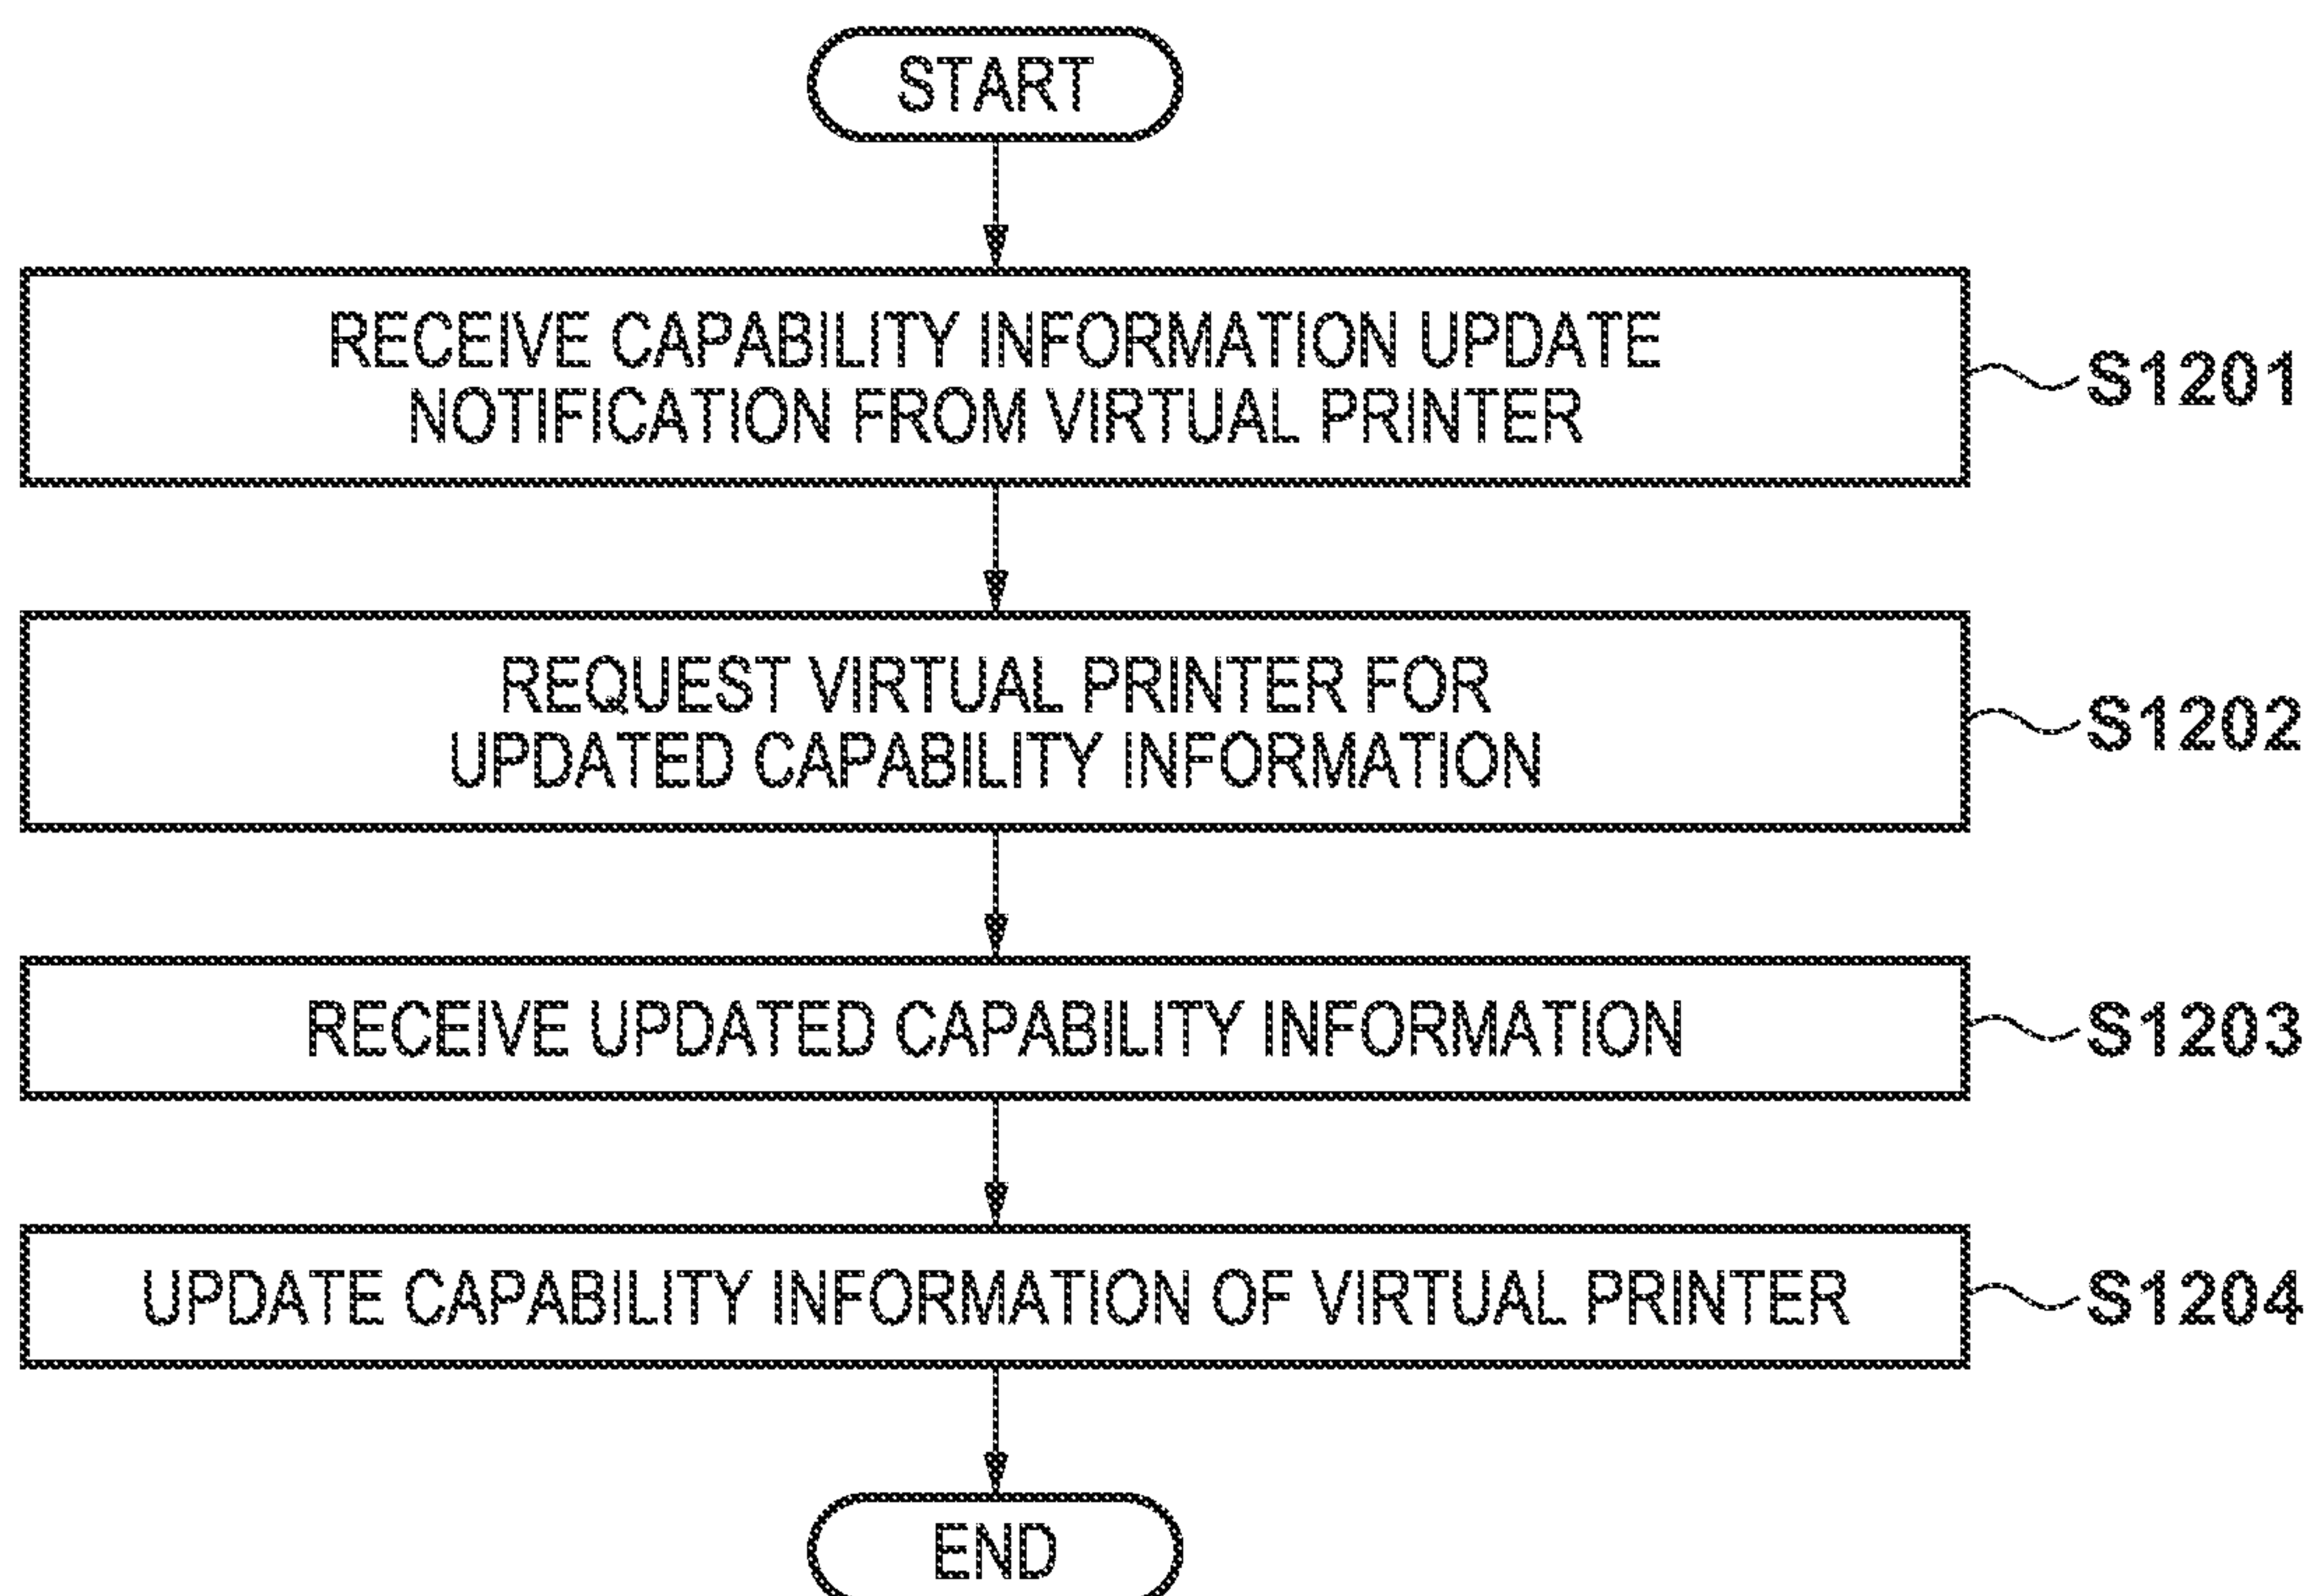 START
RECEIVE CAPABILITY INFORMATION UPDATE
NOTIFICATION FROM VIRTUAL PRINTER
S1201
REQUEST VIRTUAL PRINTER FOR
UPDATED CAPABILITY INFORMATION
S1202
RECEIVE UPDATED CAPABILITY INFORMATION
S1203
UPDATE CAPABILITY INFORMATION OF VIRTUAL PRINTER
S1204
END